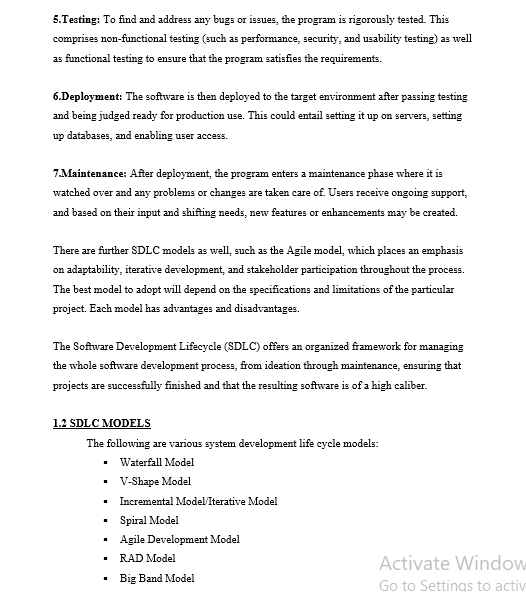 5.Testing: To find and address any bugs or issues, the program is rigorously tested. This
comprises non-functional testing (such as performance, security, and usability testing) as well
as functional testing to ensure that the program satisfies the requirements.
6.Deployment: The software is then deployed to the target environment after passing testing
and being judged ready for production use. This could entail setting it up on servers, setting
up databases, and enabling user access.
7.Maintenance: After deployment, the program enters a maintenance phase where it is
watched over and any problems or changes are taken care of. Users receive ongoing support,
and based on their input and shifting needs, new features or enhancements may be created.
There are further SDLC models as well, such as the Agile model, which places an emphasis
on adaptability, iterative development, and stakeholder participation throughout the process.
The best model to adopt will depend on the specifications and limitations of the particular
project. Each model has advantages and disadvantages.
The Software Development Lifecycle (SDLC) offers an organized framework for managing
the whole software development process, from ideation through maintenance, ensuring that
projects are successfully finished and that the resulting software is of a high caliber.
1.2 SDLC MODELS
The following are various system development life cycle models:
▪ Waterfall Model
▪ V-Shape Model
▪ Incremental Model/Iterative Model
▪ Spiral Model
▪ Agile Development Model
▪ RAD Model
▪ Big Band Model
Activate Window
Go to Settings to activ